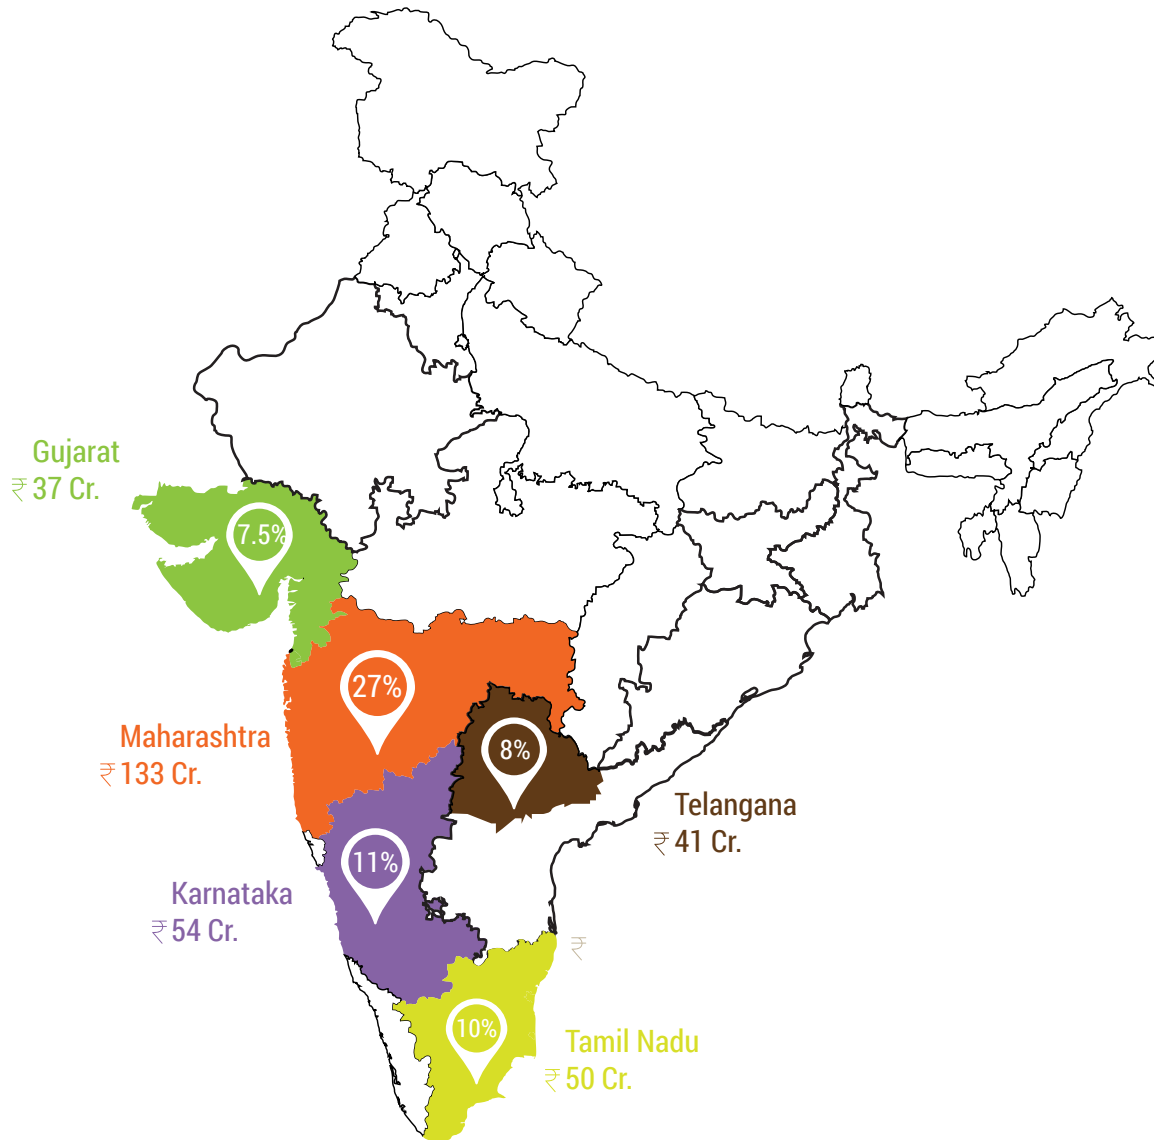 Gujarat
₹ 37 Cr.
7.5%
27%
Maharashtra
₹ 133 Cr.
8%
Telangana
₹ 41 Cr.
11%
Karnataka
₹ 54 Cr.
₹
10%
Tamil Nadu
₹ 50 Cr.